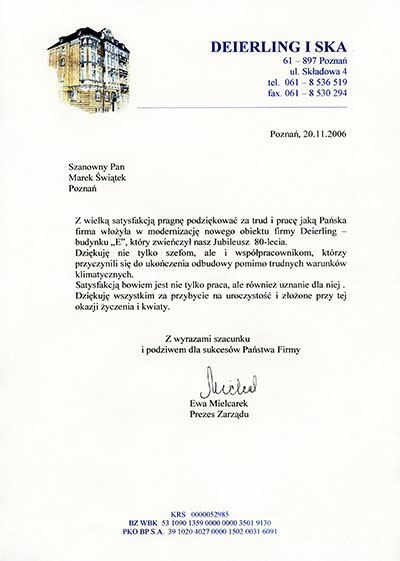 DEIERLING I SKA
61 – 897 Poznań
ul. Składowa 4
tel. 061 – 8 536 519
fax. 061 – 8 530 294
Poznań, 20.11.2006
Szanowny Pan
Marek Świątek
Poznań
Z wielką satysfakcją pragnę podziękować za trud i pracę jaką Pańska
firma włożyła w modernizację nowego obiektu firmy Deierling –
budynku „E”, który zwieńczył nasz Jubileusz 80-lecia.
Dziękuję nie tylko szefom, ale i współpracownikom, którzy
przyczynili się do ukończenia odbudowy pomimo trudnych warunków
klimatycznych.
Satysfakcją bowiem jest nie tylko praca, ale również uznanie dla niej .
Dziękuję wszystkim za przybycie na uroczystość i złożone przy tej
okazji życzenia i kwiaty.
Z wyrazami szacunku
i podziwem dla sukcesów Państwa Firmy
Ewa Mielcarek
Prezes Zarządu
KRS 0000052985
BZ WBK 53 1090 1359 0000 0000 3501 9130
PKO BP S.A. 39 1020 4027 0000 1502 0031 6091